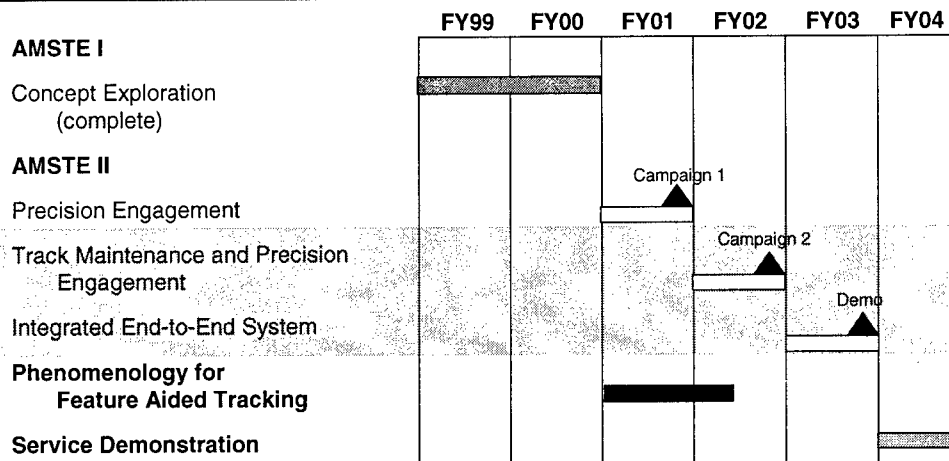 FY99 FY00 FY01 FY02 FY03 FY04
AMSTE I
Concept Exploration
(complete)
AMSTE II
Campaign 1
Precision Engagement
Campaign 2
Track Maintenance and Precision
Engagement
Demo
Integrated End-to-End System
Phenomenology for
Feature Aided Tracking
Service Demonstration